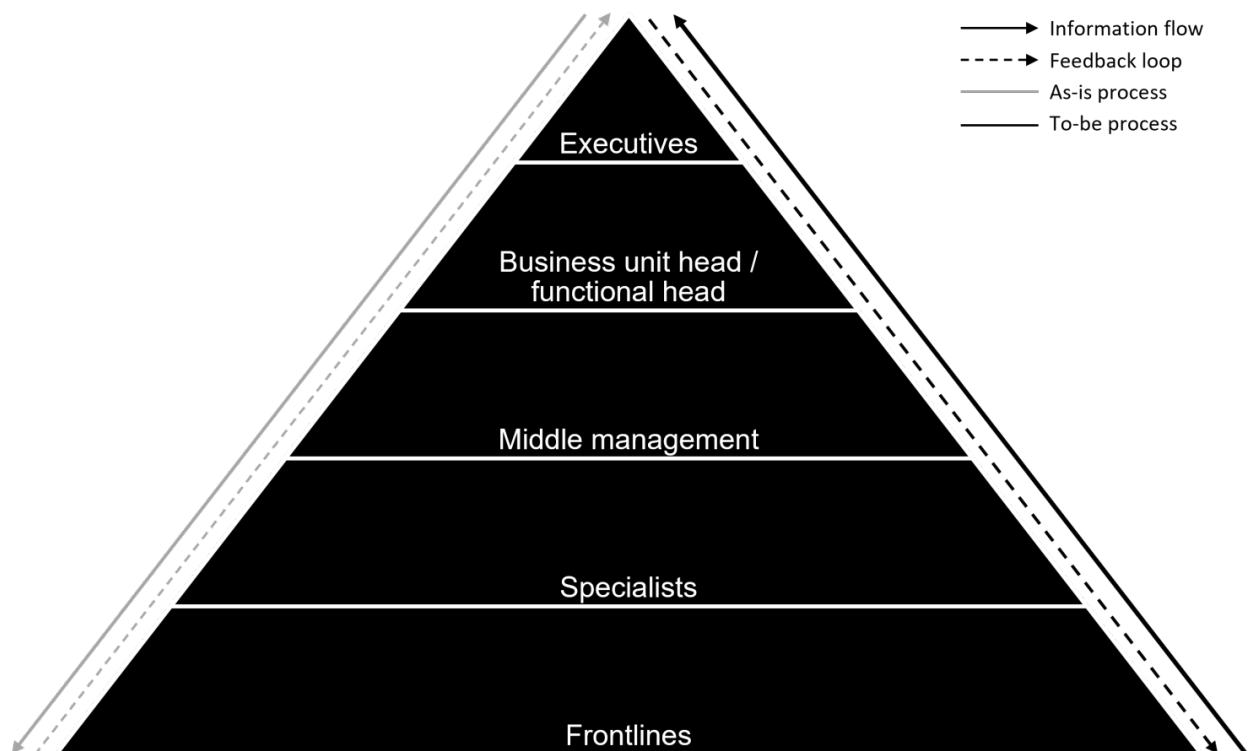 Information flow
Feedback loop
As-is process
To-be process
Executives
Business unit head /
functional head
Middle management
Specialists
Frontlines